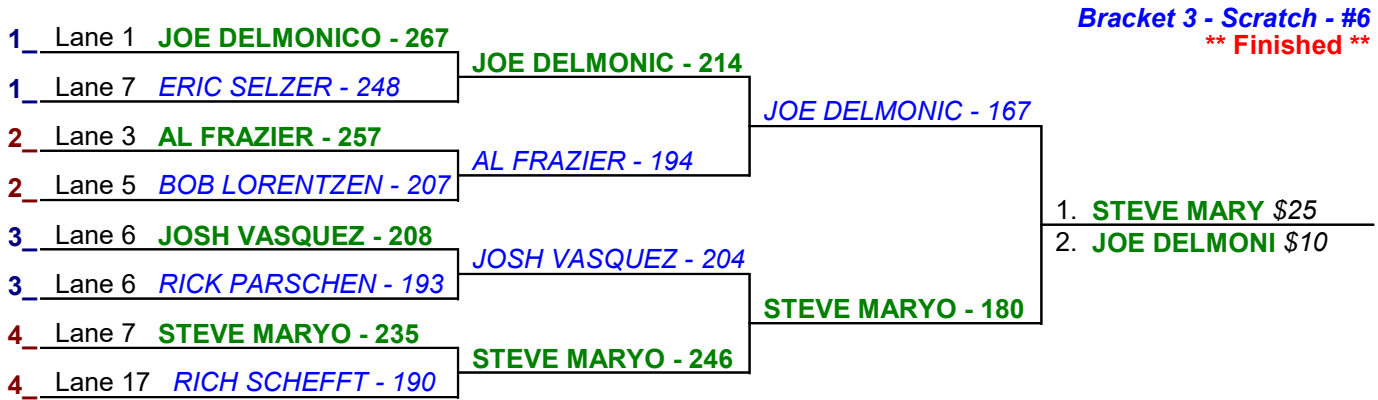 Bracket 3 - Scratch - #6
** Finished **
1_ Lane 1 JOE DELMONICO - 267
1_ Lane 7 ERIC SELZER - 248
2_ Lane 3 AL FRAZIER - 257
2_ Lane 5 BOB LORENTZEN - 207
3_ Lane 6 JOSH VASQUEZ - 208
3_ Lane 6 RICK PARSCHEN - 193
4_ Lane 7 STEVE MARYO - 235
4_ Lane 17 RICH SCHEFFT - 190
JOE DELMONIC - 214
AL FRAZIER - 194
JOSH VASQUEZ - 204
STEVE MARYO - 246
JOE DELMONIC - 167
STEVE MARYO - 180
1. STEVE MARY $25
2. JOE DELMONI $10